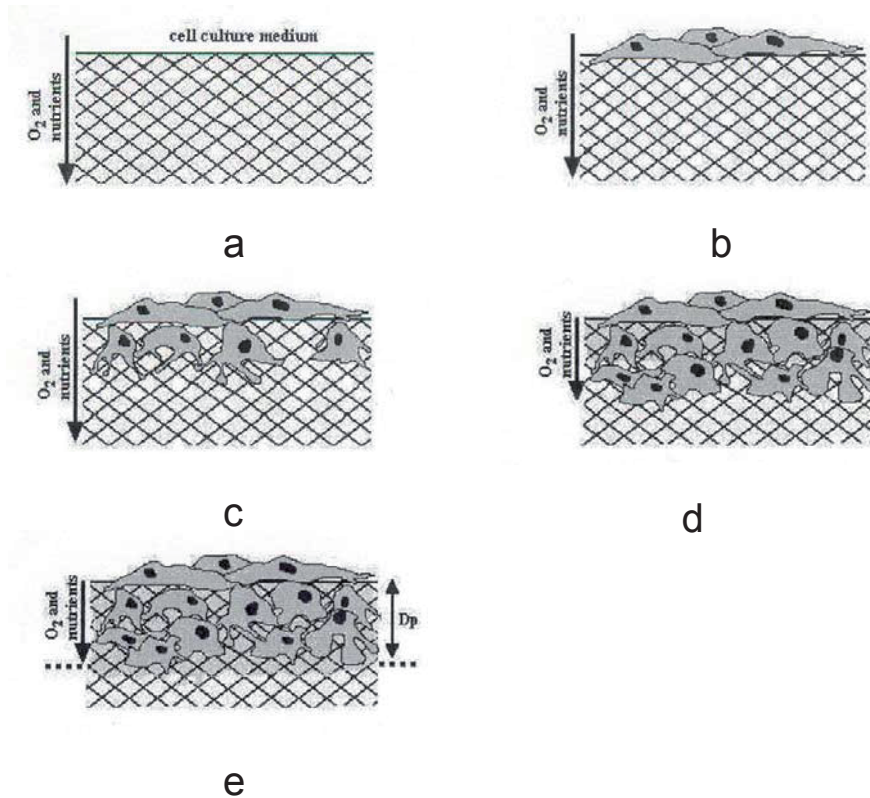 cell culture medium
O2 and
nutrients
O2 and
nutrients
a
b
O2 and
nutrients
O2 and
nutrients
c
d
O2 and
nutrients
Dp
e